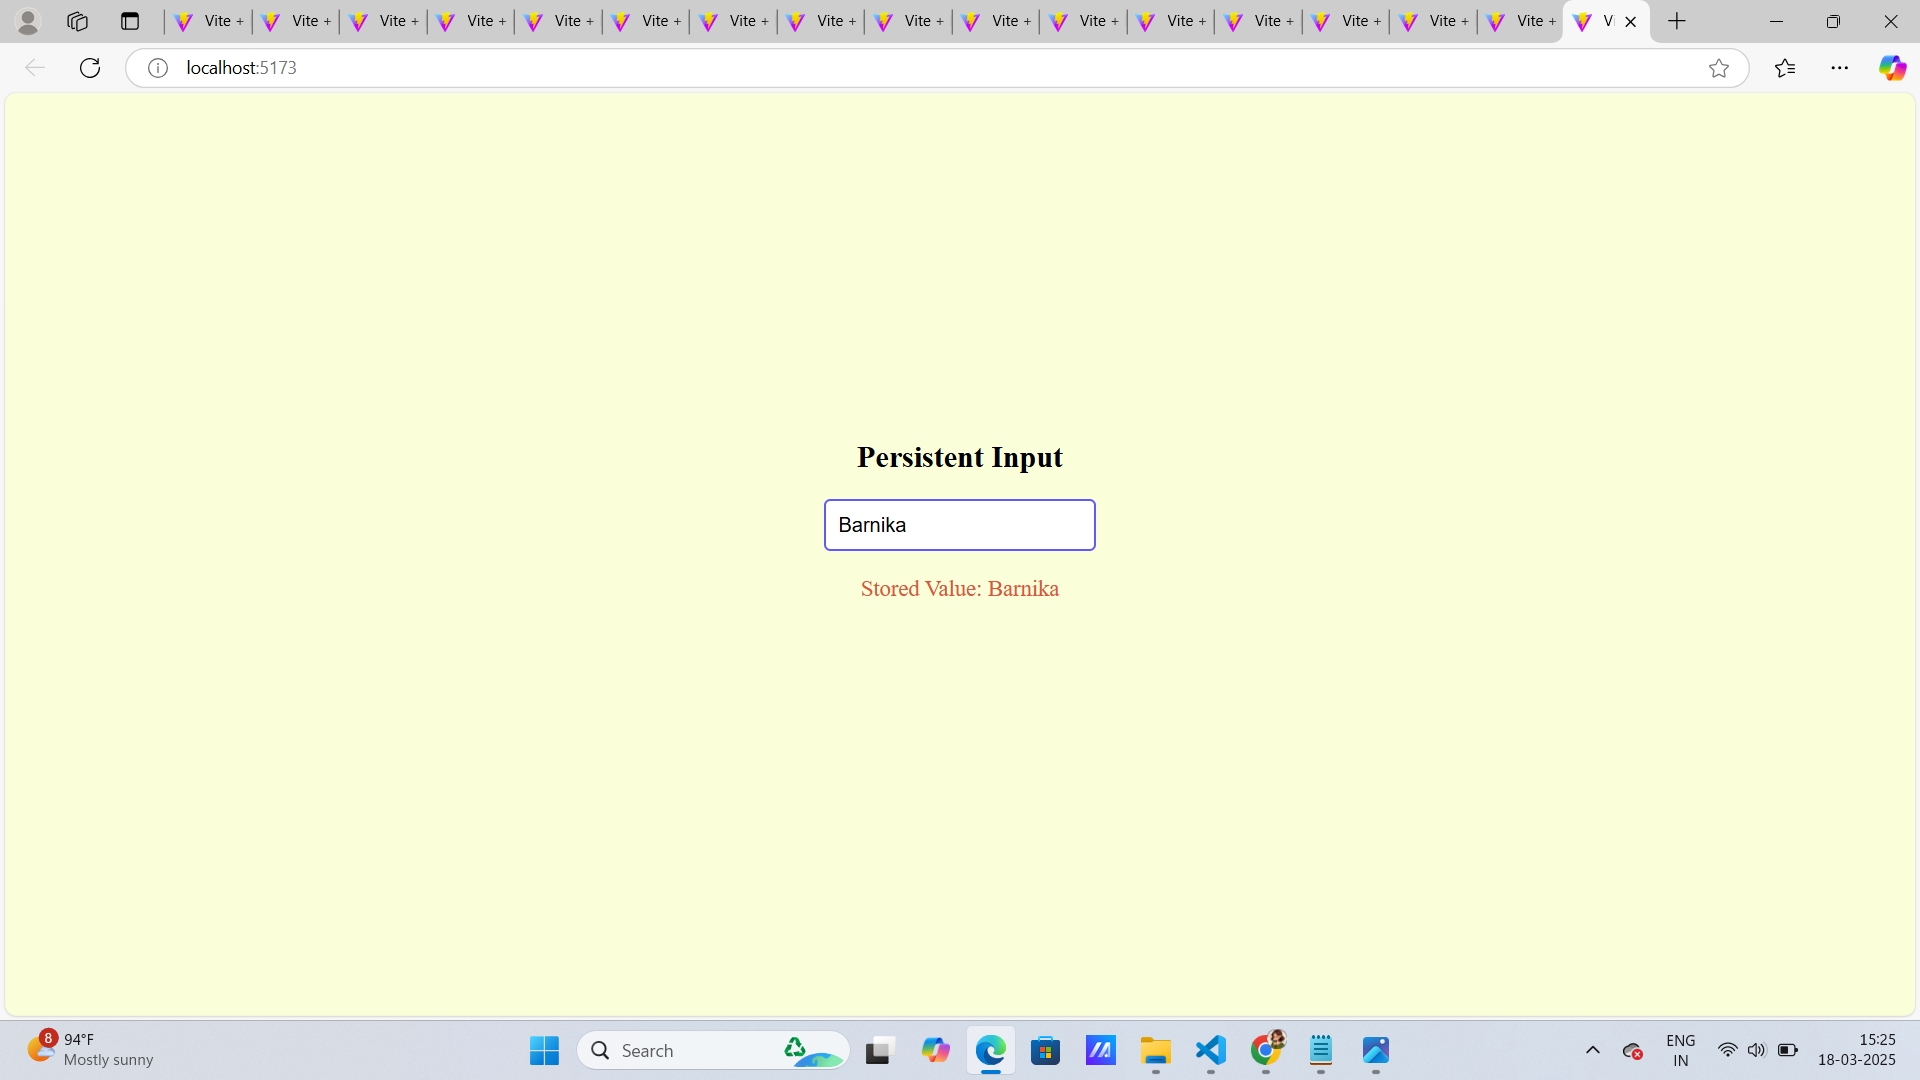 Vite + Vite + Vite + Vite + Vite + Vite + Vite + Vite + Vite + Vite + Vite + Vite + Vite + Vite + Vite + Vite + Vi
localhost:5173
Persistent Input
Barnika
Stored Value: Barnika
8
94°F
Mostly sunny
Search
ENG
IN
15:25
18-03-2025